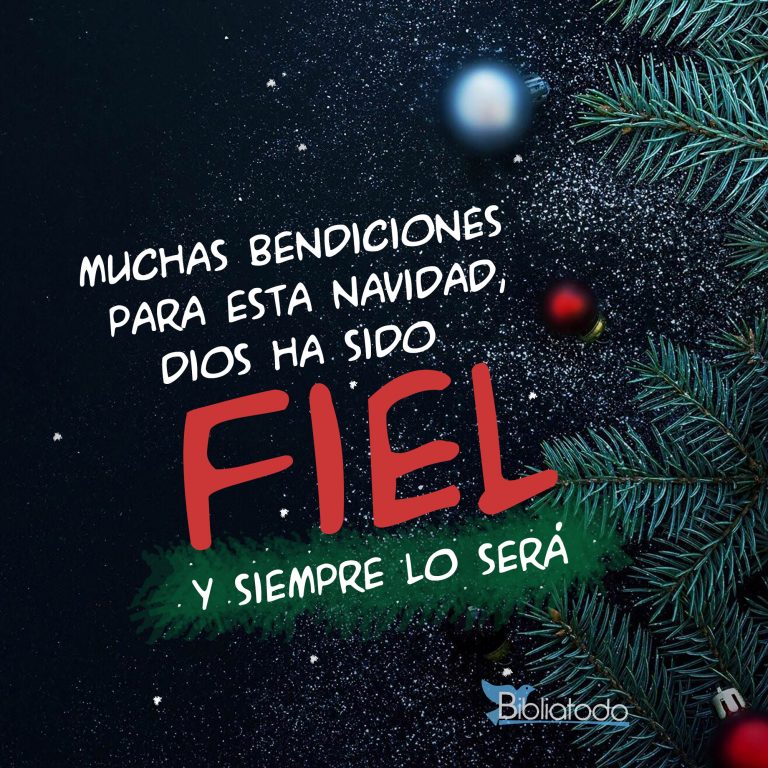 MUCHAS BENDICIONES
PARA ESTA NAVIDAD,
DIOS HA SIDO
FIEL
Y SIEMPRE LO SERÁ
Bibliatodo